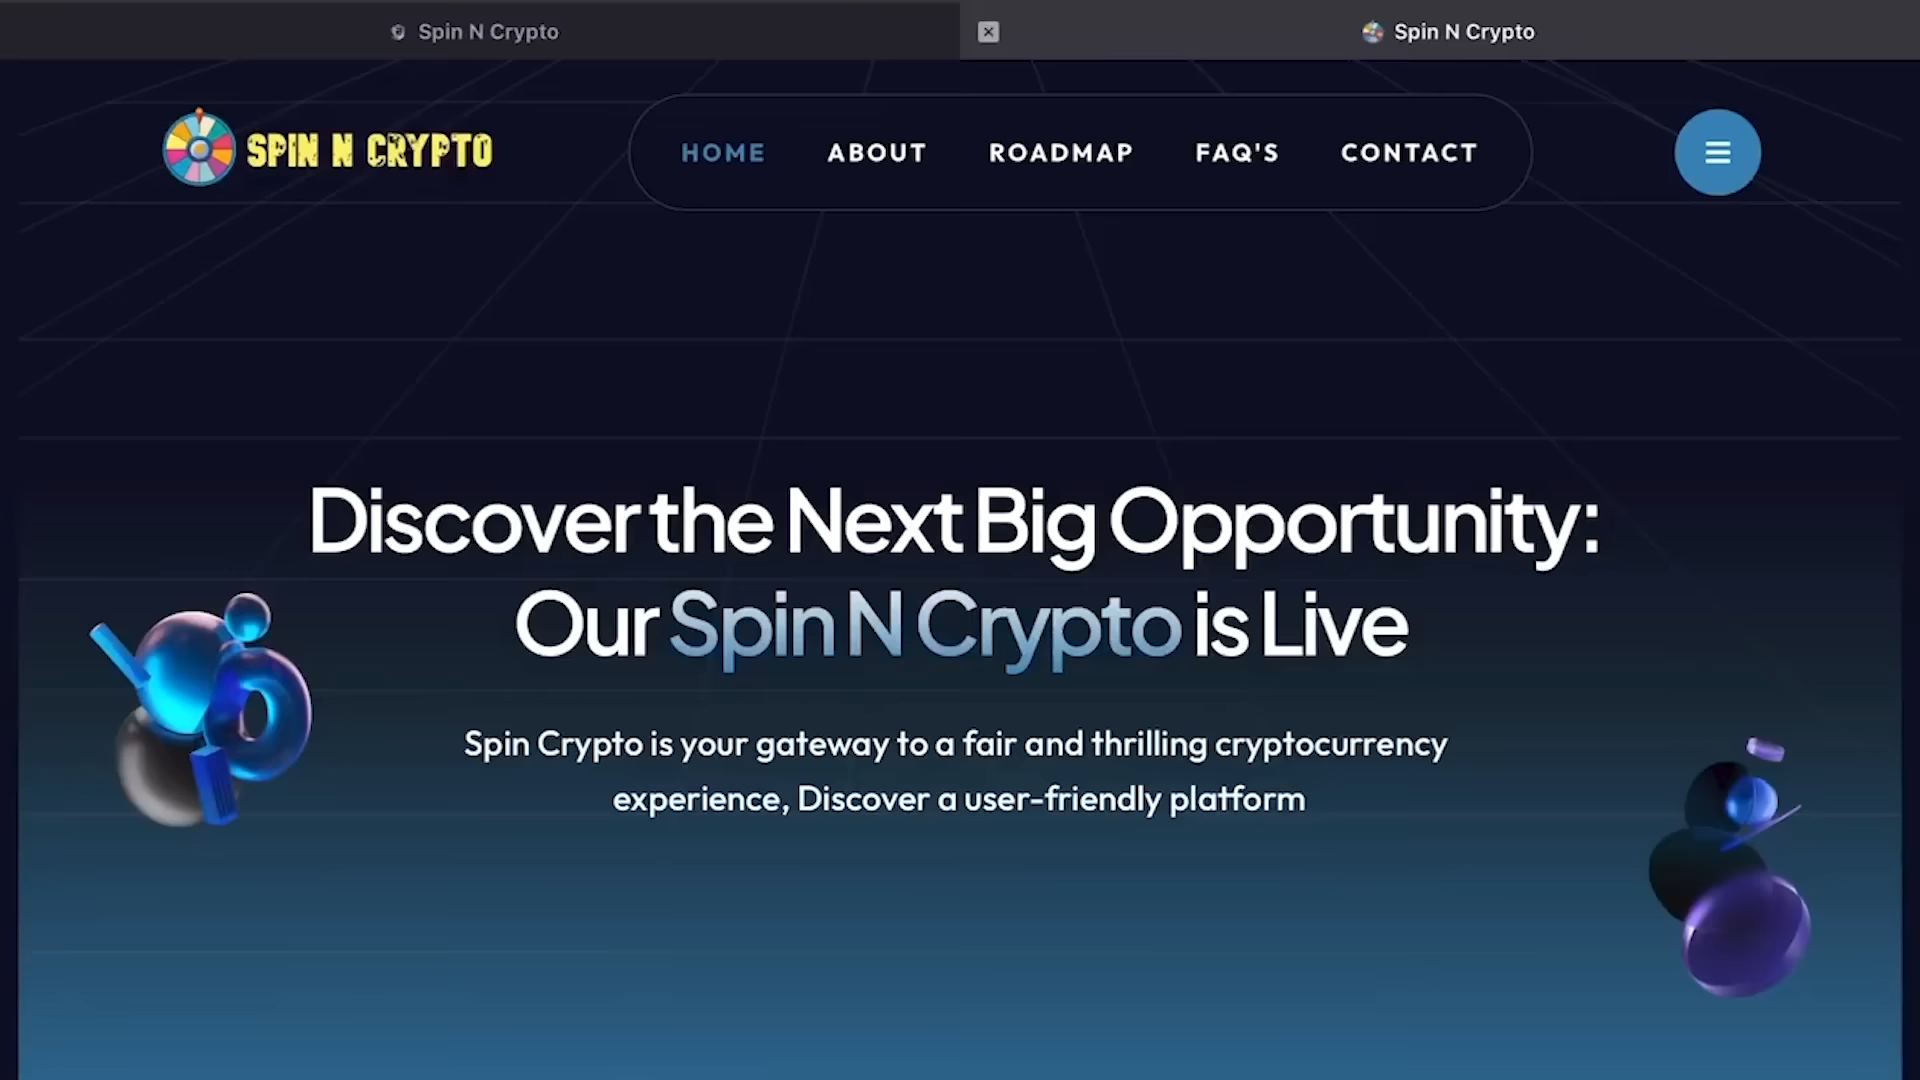 Spin N Crypto
Spin N Crypto
SPIN N CRYPTO
HOME ABOUT ROADMAP FAQ'S CONTACT
Discover the Next Big Opportunity:
Our Spin N Crypto is Live
Spin Crypto is your gateway to a fair and thrilling cryptocurrency
experience, Discover a user-friendly platform